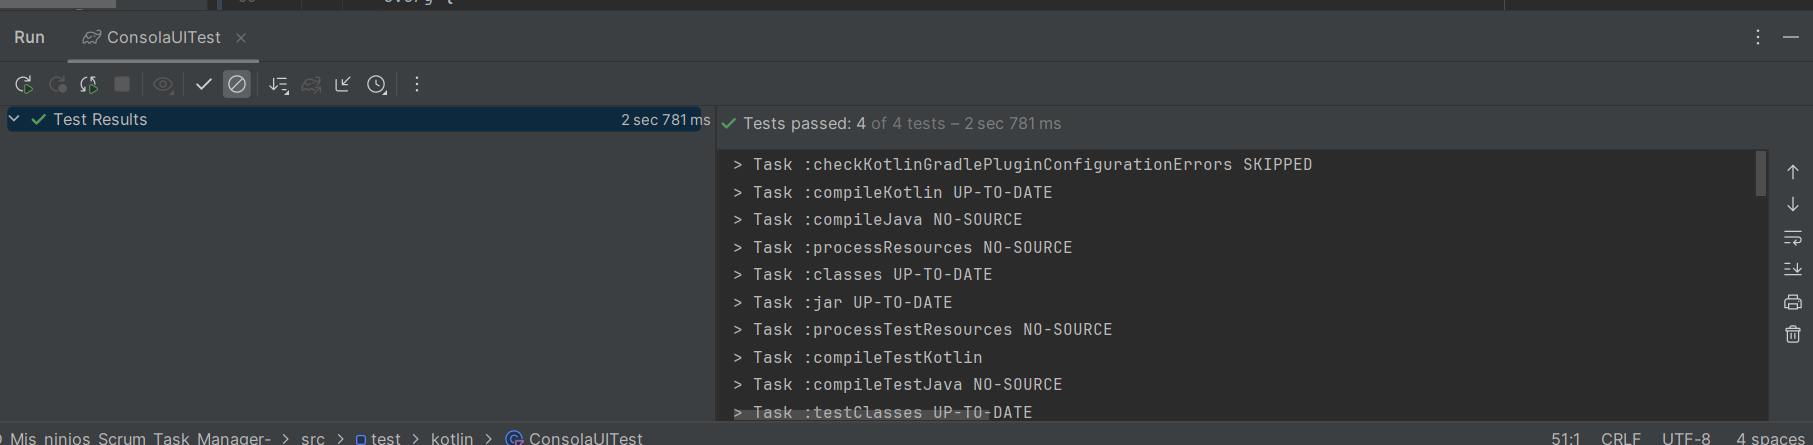 Run
ConsolaUITest
Test Results
2 sec 781 ms
Tests passed: 4 of 4 tests – 2 sec 781 ms
> Task :checkKotlinGradlePluginConfigurationErrors SKIPPED
> Task :compileKotlin UP-TO-DATE
> Task :compileJava NO-SOURCE
> Task :processResources NO-SOURCE
> Task :classes UP-TO-DATE
> Task :jar UP-TO-DATE
> Task :processTestResources NO-SOURCE
> Task :compileTestKotlin
> Task :compileTestJava NO-SOURCE
> Task :testClasses UP-TO-DATE
Mis_ninios_Scrum_Task_Manager- > src > test > kotlin > ConsolaUITest
51:1 CRLF UTF-8 4 spaces